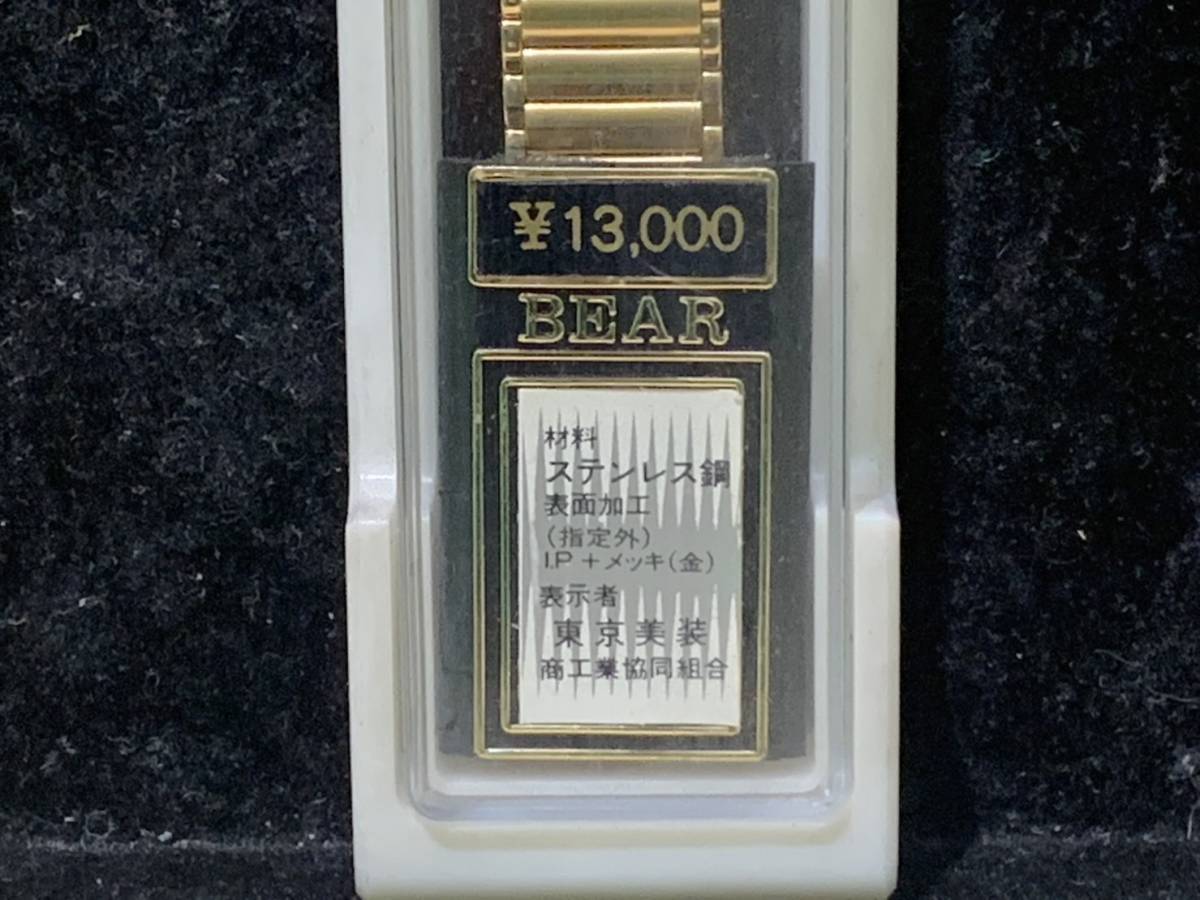 ¥13,000
BEAR
材料
ステンレス鋼
表面加工
(指定外)
I.P+メッキ(金)
表示者
東京美装
商工業協同組合